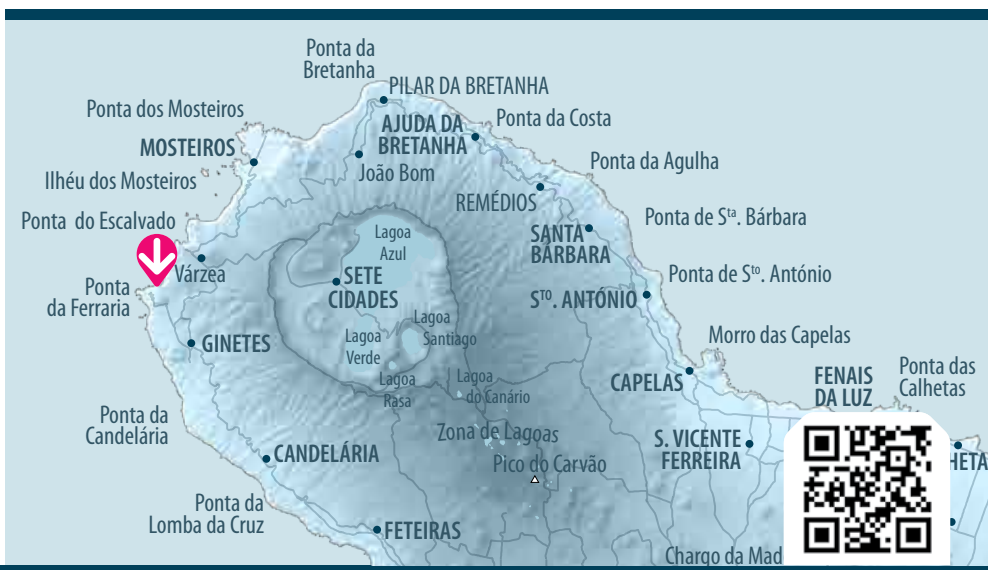 Ponta da
Bretanha
PILAR DA BRETANHA
Ponta dos Mosteiros
AJUDA DA
BRETANHA
Ponta da Costa
MOSTEIROS
João Bom
Ponta da Agulha
Ilhéu dos Mosteiros
REMÉDIOS
Ponta do Escalvado
Lagoa
Azul
SANTA
BÁRBARA
Ponta de Sta. Bárbara
Várzea
SETE
CIDADES
Ponta de Sto. António
Ponta
da Ferraria
STO. ANTÓNIO
Lagoa
Santiago
Lagoa
Verde
GINETES
Morro das Capelas
Lagoa
Rasa
Lagoa
do Canário
CAPELAS
FENAIS
DA LUZ
Ponta das
Calhetas
Ponta da
Candelária
Zona de Lagoas
S. VICENTE
FERREIRA
CANDELÁRIA
Pico do Carvão
HETA
Ponta da
Lomba da Cruz
FETEIRAS
Chargo da Mad